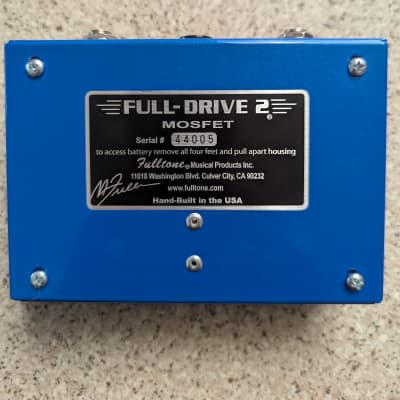 FULL-DRIVE 2®
MOSFET
Serial # 44005
to access battery remove all four feet and pull apart housing
Fulltone® Musical Products Inc.
11018 Washington Blvd. Culver City, CA 90232
www.fulltone.com
Hand-Built in the USA